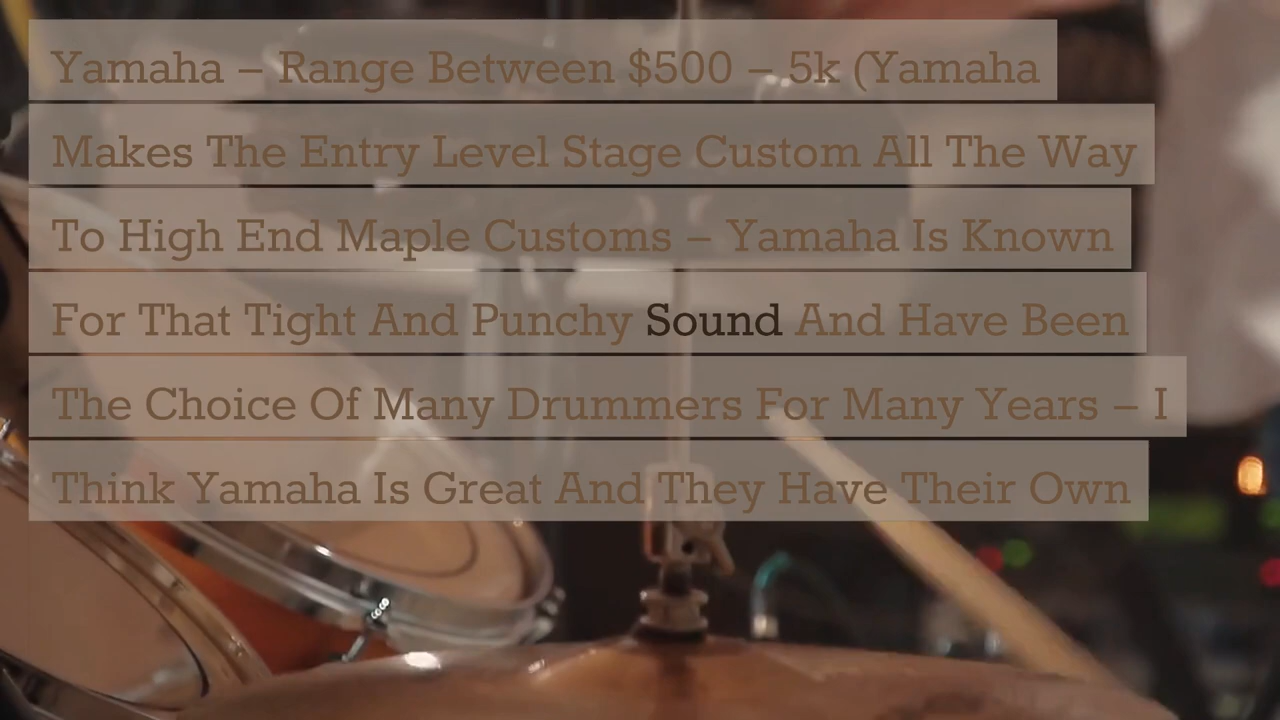 Yamaha – Range Between $500 – 5k (Yamaha
Makes The Entry Level Stage Custom All The Way
To High End Maple Customs – Yamaha Is Known
For That Tight And Punchy Sound And Have Been
The Choice Of Many Drummers For Many Years – I
Think Yamaha Is Great And They Have Their Own